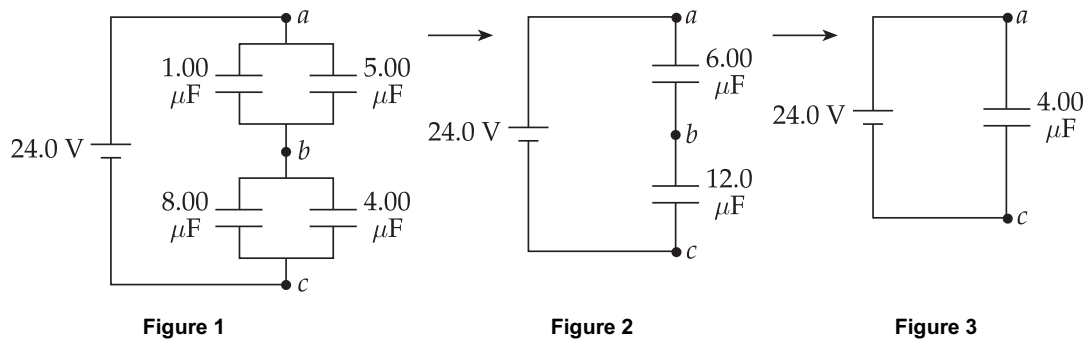 a
1.00
μF
5.00
μF
24.0 V
b
8.00
μF
4.00
μF
c
Figure 1
a
6.00
μF
24.0 V
b
12.0
μF
c
Figure 2
a
24.0 V
4.00
μF
c
Figure 3